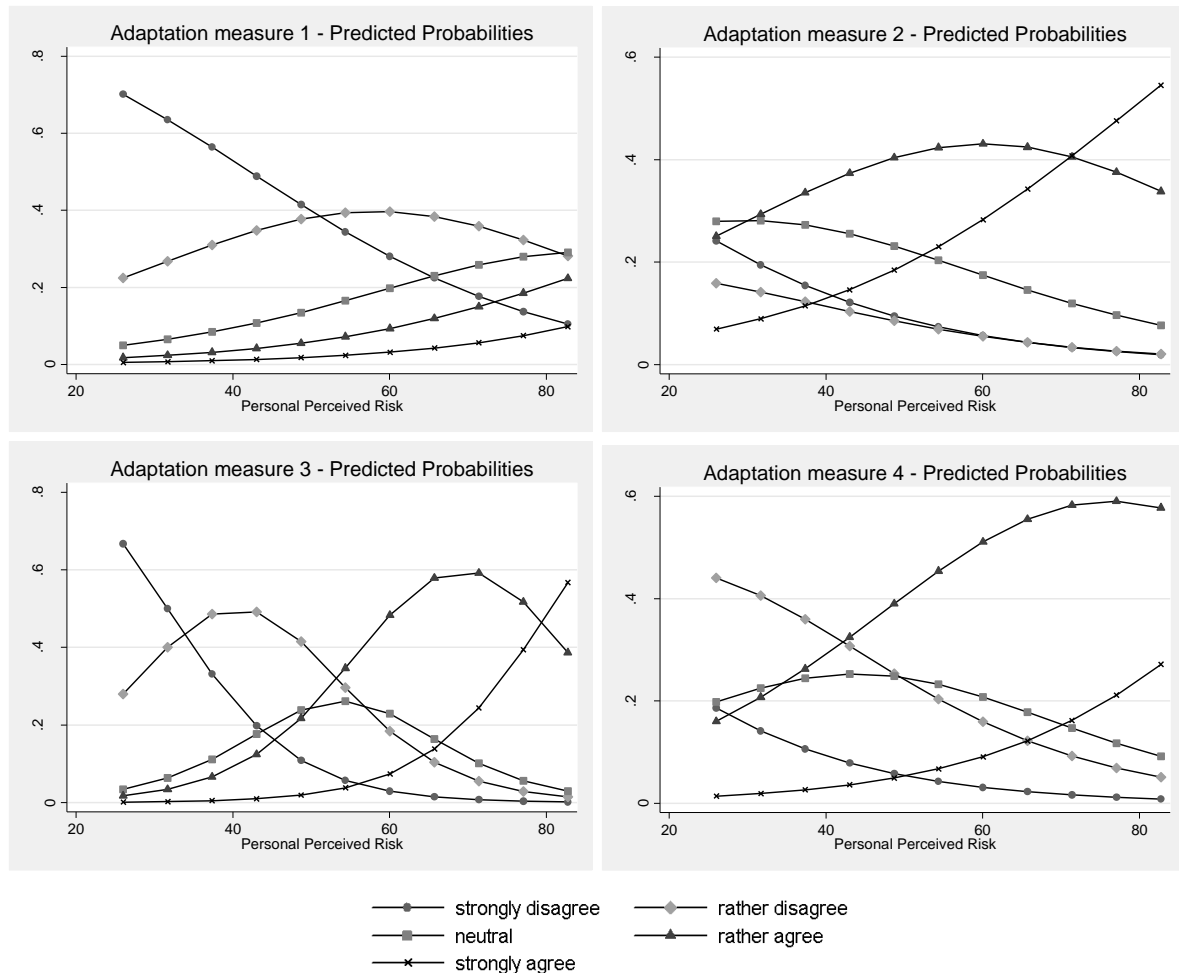 Adaptation measure 1 - Predicted Probabilities
.8
.6
.4
.2
0
20 40 60 80
Personal Perceived Risk
Adaptation measure 2 - Predicted Probabilities
.6
.4
.2
0
20 40 60 80
Personal Perceived Risk
Adaptation measure 3 - Predicted Probabilities
.8
.6
.4
.2
0
20 40 60 80
Personal Perceived Risk
Adaptation measure 4 - Predicted Probabilities
.6
.4
.2
0
20 40 60 80
Personal Perceived Risk
strongly disagree rather disagree
neutral rather agree
strongly agree